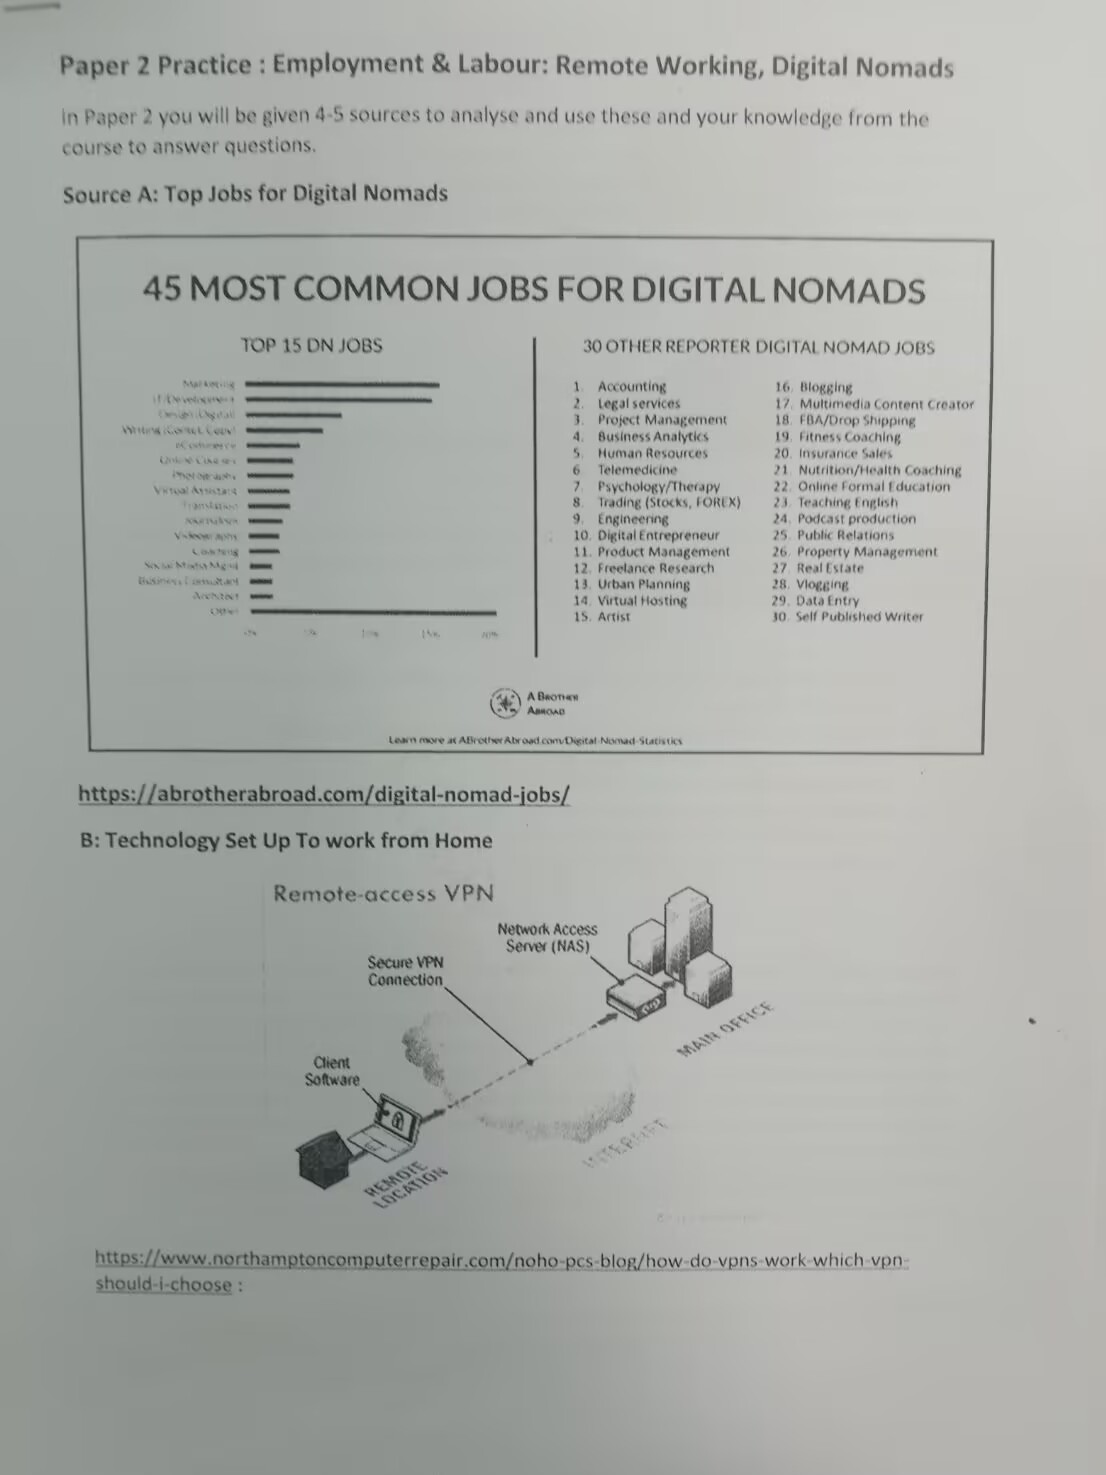 Paper 2 Practice : Employment & Labour: Remote Working, Digital Nomads
In Paper 2 you will be given 4-5 sources to analyse and use these and your knowledge from the
course to answer questions.
Source A: Top Jobs for Digital Nomads
45 MOST COMMON JOBS FOR DIGITAL NOMADS
TOP 15 DN JOBS
Marketing
IT/Development
Design (Digital)
Writing (Contet, Copy)
eCommerce
Online Courses
Photography
Virtual Assistant
Translation
Journalism
Videography
Coaching
Social Media Mgmt
Business Consultant
Architect
Other
0% 5% 10% 15% 20%
30 OTHER REPORTER DIGITAL NOMAD JOBS
1. Accounting
2. Legal services
3. Project Management
4. Business Analytics
5. Human Resources
6. Telemedicine
7. Psychology/Therapy
8. Trading (Stocks, FOREX)
9. Engineering
10. Digital Entrepreneur
11. Product Management
12. Freelance Research
13. Urban Planning
14. Virtual Hosting
15. Artist
16. Blogging
17. Multimedia Content Creator
18. FBA/Drop Shipping
19. Fitness Coaching
20. Insurance Sales
21. Nutrition/Health Coaching
22. Online Formal Education
23. Teaching English
24. Podcast production
25. Public Relations
26. Property Management
27. Real Estate
28. Vlogging
29. Data Entry
30. Self Published Writer
A BROTHER
ABROAD
Learn more at ABrotherAbroad.com/Digital-Nomad-Statistics
https://abrotherabroad.com/digital-nomad-jobs/
B: Technology Set Up To work from Home
Remote-access VPN
Network Access
Server (NAS)
Secure VPN
Connection
MAIN OFFICE
Client
Software
INTERNET
REMOTE
LOCATION
https://www.northamptoncomputerrepair.com/noho-pcs-blog/how-do-vpns-work-which-vpn-
should-i-choose :